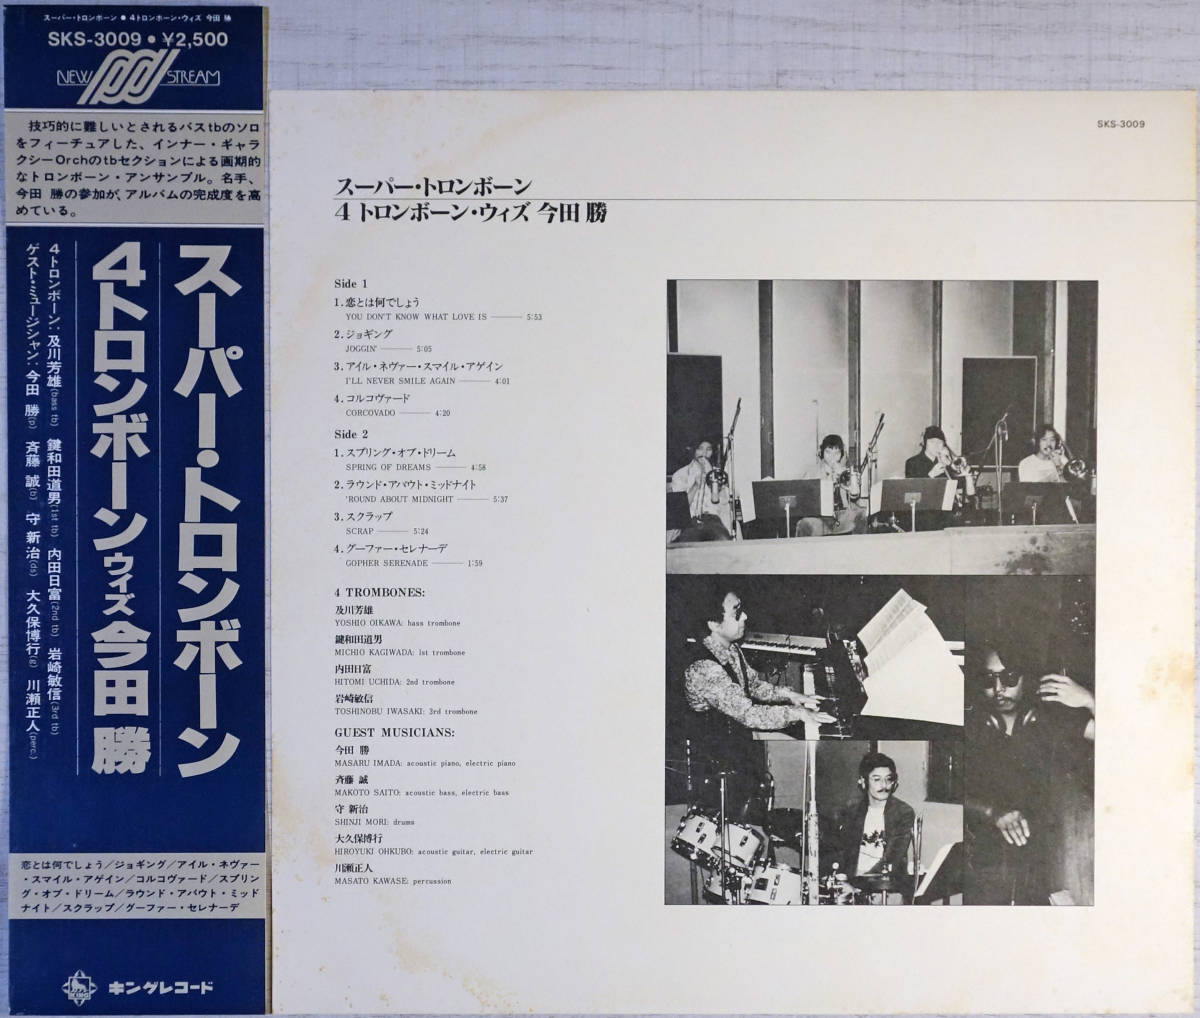 スーパー・トロンボーン ● 4トロンボーン・ウィズ 今田 勝
SKS-3009 ● ¥2,500
NEW pdj STREAM
技巧的に難しいとされるバスtbのソロ
をフィーチュアした、インナー・ギャラ
クシーOrchのtbセクションによる画期的
なトロンボーン・アンサンブル。名手、
今田 勝の参加が、アルバムの完成度を高
めている。
スーパー・トロンボーン
4トロンボーンウィズ今田 勝
4トロンボーン:及川芳雄(bass tb) 鍵和田道男(1st tb) 内田日富(2nd tb) 岩崎敏信(3rd tb)
ゲスト・ミュージシャン:今田 勝(p) 斉藤 誠(b) 守 新治(ds) 大久保博行(g) 川瀬正人(perc.)
恋とは何でしょう/ジョギング/アイル・ネヴァー
・スマイル・アゲイン/コルコヴァード/スプリン
グ・オブ・ドリーム/ラウンド・アバウト・ミッド
ナイト/スクラップ/グーファー・セレナーデ
KING
キングレコード
SKS-3009
スーパー・トロンボーン
4 トロンボーン・ウィズ 今田 勝
Side 1
1. 恋とは何でしょう
YOU DON'T KNOW WHAT LOVE IS ——— 5:53
2. ジョギング
JOGGIN' ——— 5:05
3. アイル・ネヴァー・スマイル・アゲイン
I'LL NEVER SMILE AGAIN ——— 4:01
4. コルコヴァード
CORCOVADO ——— 4:20
Side 2
1. スプリング・オブ・ドリーム
SPRING OF DREAMS ——— 4:58
2. ラウンド・アバウト・ミッドナイト
'ROUND ABOUT MIDNIGHT ——— 5:37
3. スクラップ
SCRAP ——— 5:24
4. グーファー・セレナーデ
GOPHER SERENADE ——— 1:59
4 TROMBONES:
及川芳雄
YOSHIO OIKAWA: bass trombone
鍵和田道男
MICHIO KAGIWADA: 1st trombone
内田日富
HITOMI UCHIDA: 2nd trombone
岩崎敏信
TOSHINOBU IWASAKI: 3rd trombone
GUEST MUSICIANS:
今田 勝
MASARU IMADA: acoustic piano, electric piano
斉藤 誠
MAKOTO SAITO: acoustic bass, electric bass
守 新治
SHINJI MORI: drums
大久保博行
HIROYUKI OHKUBO: acoustic guitar, electric guitar
川瀬正人
MASATO KAWASE: percussion